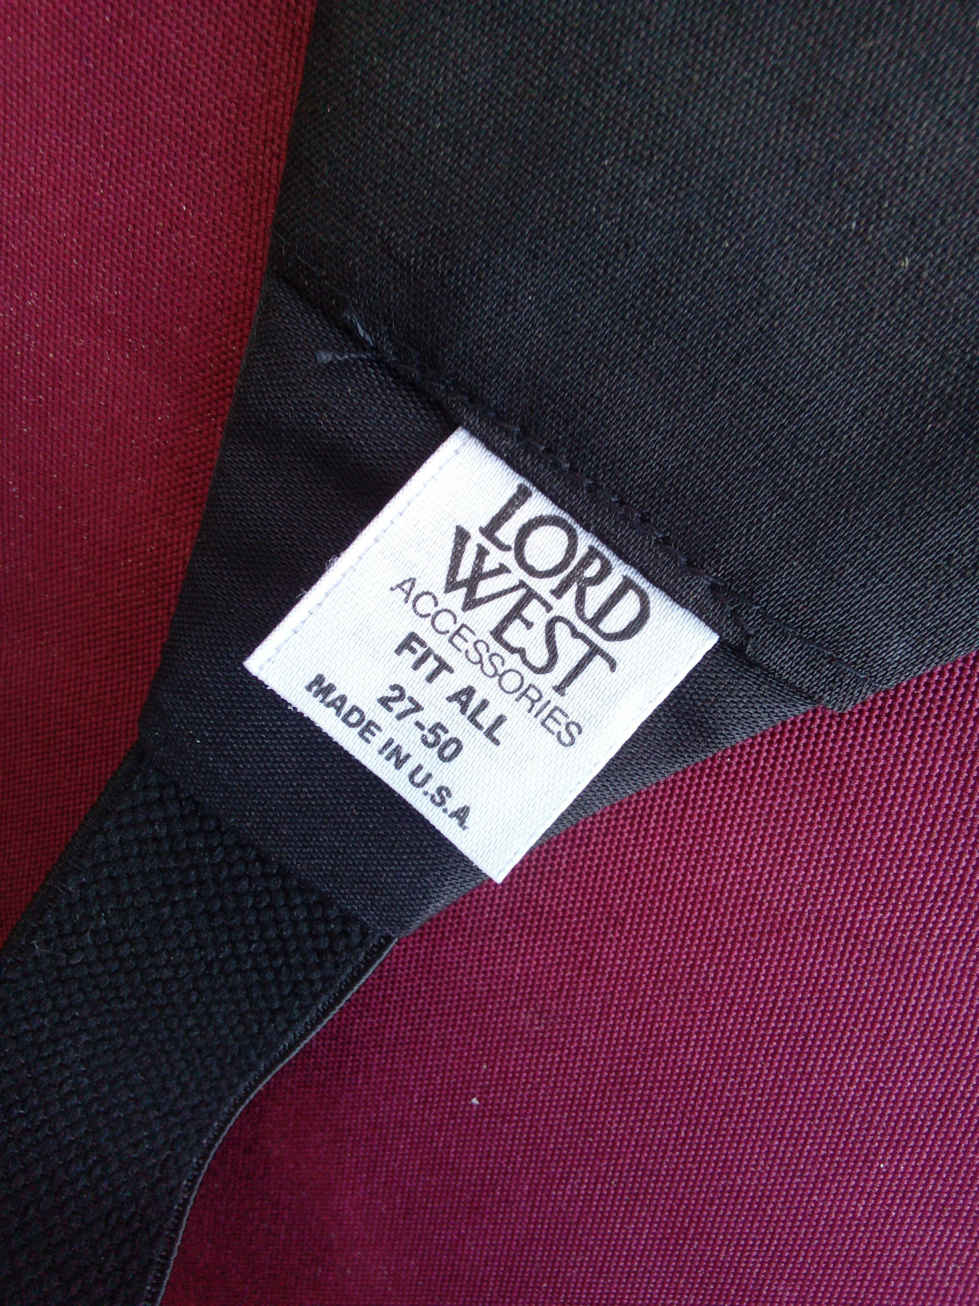 LORD
WEST
ACCESSORIES
FIT ALL
27-50
MADE IN U.S.A.